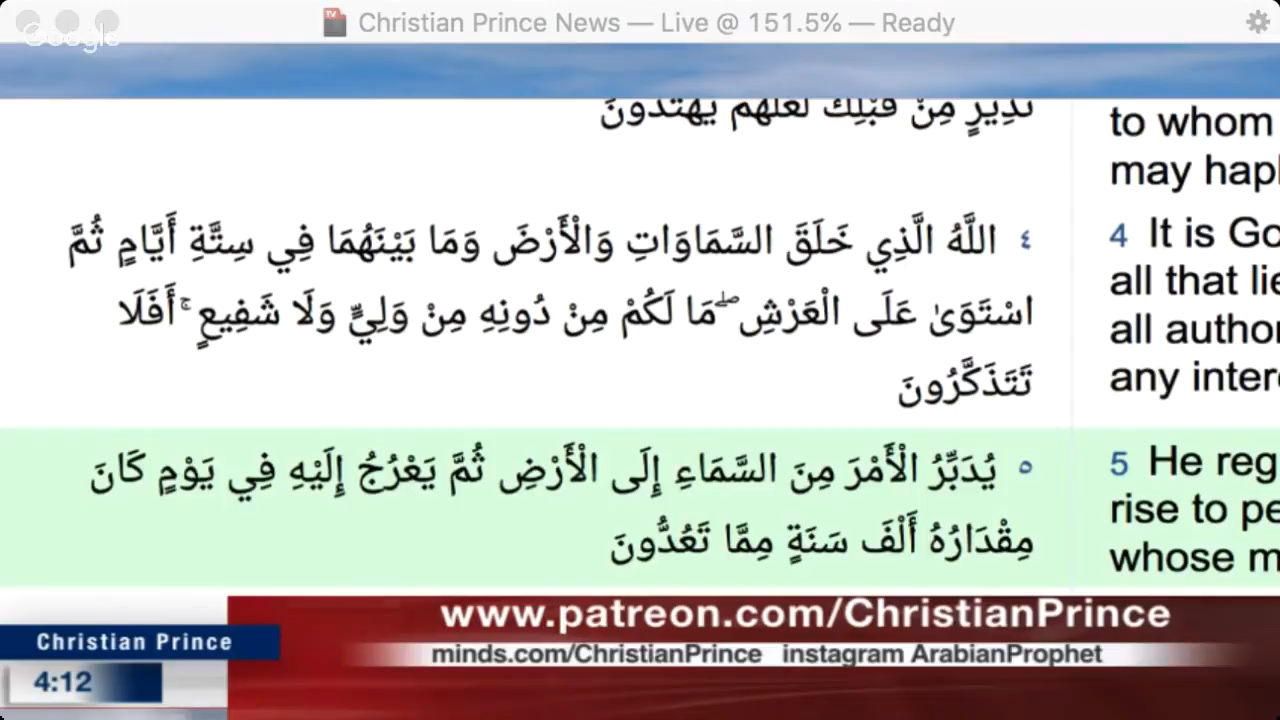 Christian Prince News — Live @ 151.5% — Ready
Google
نَذِيرٍ مِنْ قَبْلِكَ لَعَلَّهُمْ يَهْتَدُونَ
٤ اللَّهُ الَّذِي خَلَقَ السَّمَاوَاتِ وَالْأَرْضَ وَمَا بَيْنَهُمَا فِي سِتَّةِ أَيَّامٍ ثُمَّ
اسْتَوَىٰ عَلَى الْعَرْشِ ۖ مَا لَكُمْ مِنْ دُونِهِ مِنْ وَلِيٍّ وَلَا شَفِيعٍ ۚ أَفَلَا
تَتَذَكَّرُونَ
٥ يُدَبِّرُ الْأَمْرَ مِنَ السَّمَاءِ إِلَى الْأَرْضِ ثُمَّ يَعْرُجُ إِلَيْهِ فِي يَوْمٍ كَانَ
مِقْدَارُهُ أَلْفَ سَنَةٍ مِمَّا تَعُدُّونَ
to whom
may hap
4 It is Go
all that lie
all autho
any inter
5 He reg
rise to pe
whose m
www.patreon.com/ChristianPrince
Christian Prince
minds.com/ChristianPrince instagram ArabianProphet
4:12